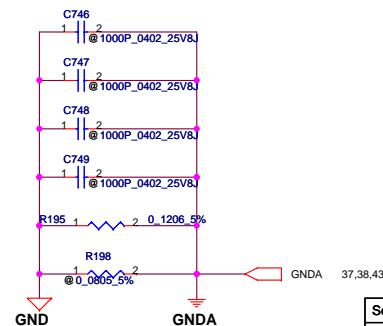 C746
1 2
@1000P_0402_25V8J
C747
1 2
@1000P_0402_25V8J
C748
1 2
@1000P_0402_25V8J
C749
1 2
@1000P_0402_25V8J
R195 1 2 0_1206_5%
R198
1 2
@0_0805_5%
GNDA 37,38,43
GND GNDA